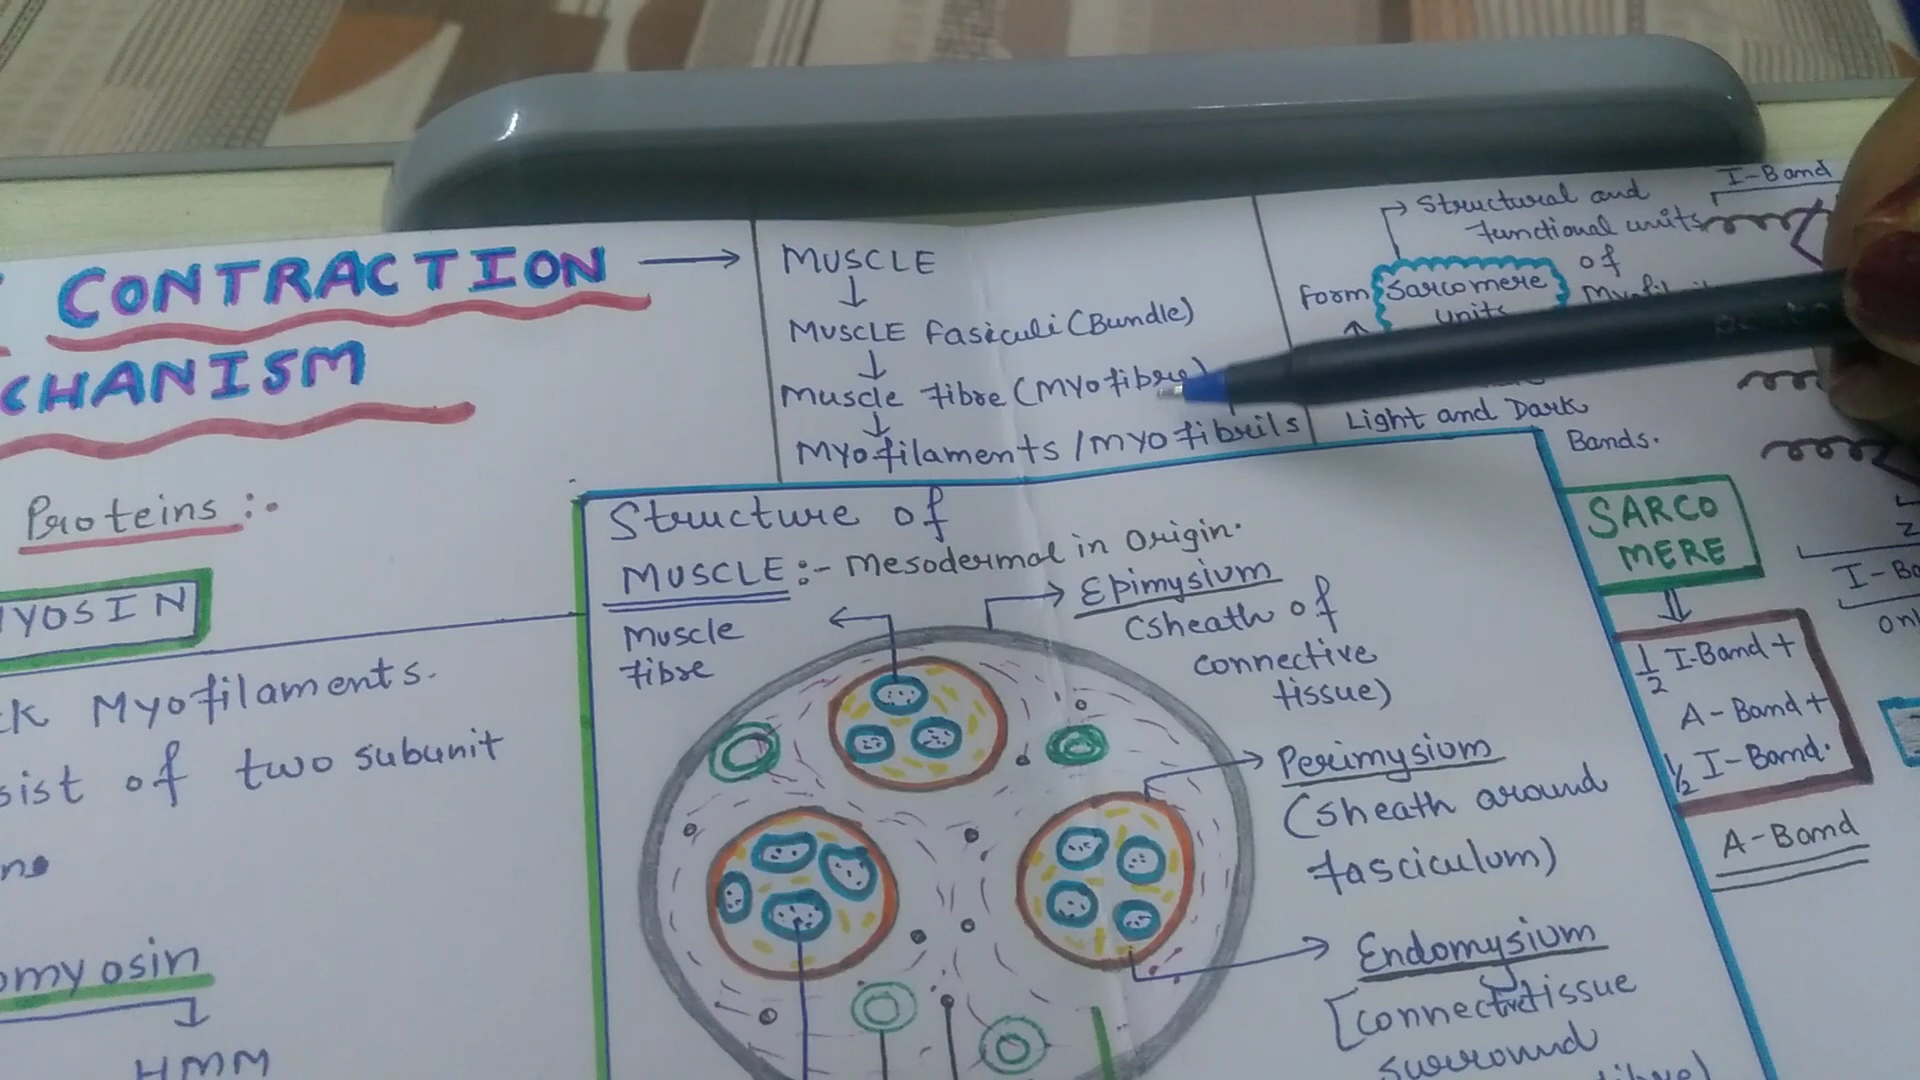 CONTRACTION
CHANISM
Proteins :-
YOSIN
Myofilaments.
sist of two subunit
omyosin
HMM
MUSCLE
MUSCLE Fasiculi (Bundle)
Muscle Fibre (Myofibre)
Myofilaments / myofibrils
Structure of
MUSCLE :- Mesodermal in origin.
Muscle
fibre
Epimysium
(sheath of
connective
tissue)
Perimysium
(sheath around
fasciculum)
Endomysium
[connective tissue
surround
Structural and
functional units
of
Form Sarcomere
units
Light and Dark
Bands.
I-Band
SARCO
MERE
1/2 I-Band +
A-Band +
1/2 I-Band.
A-Band
Z